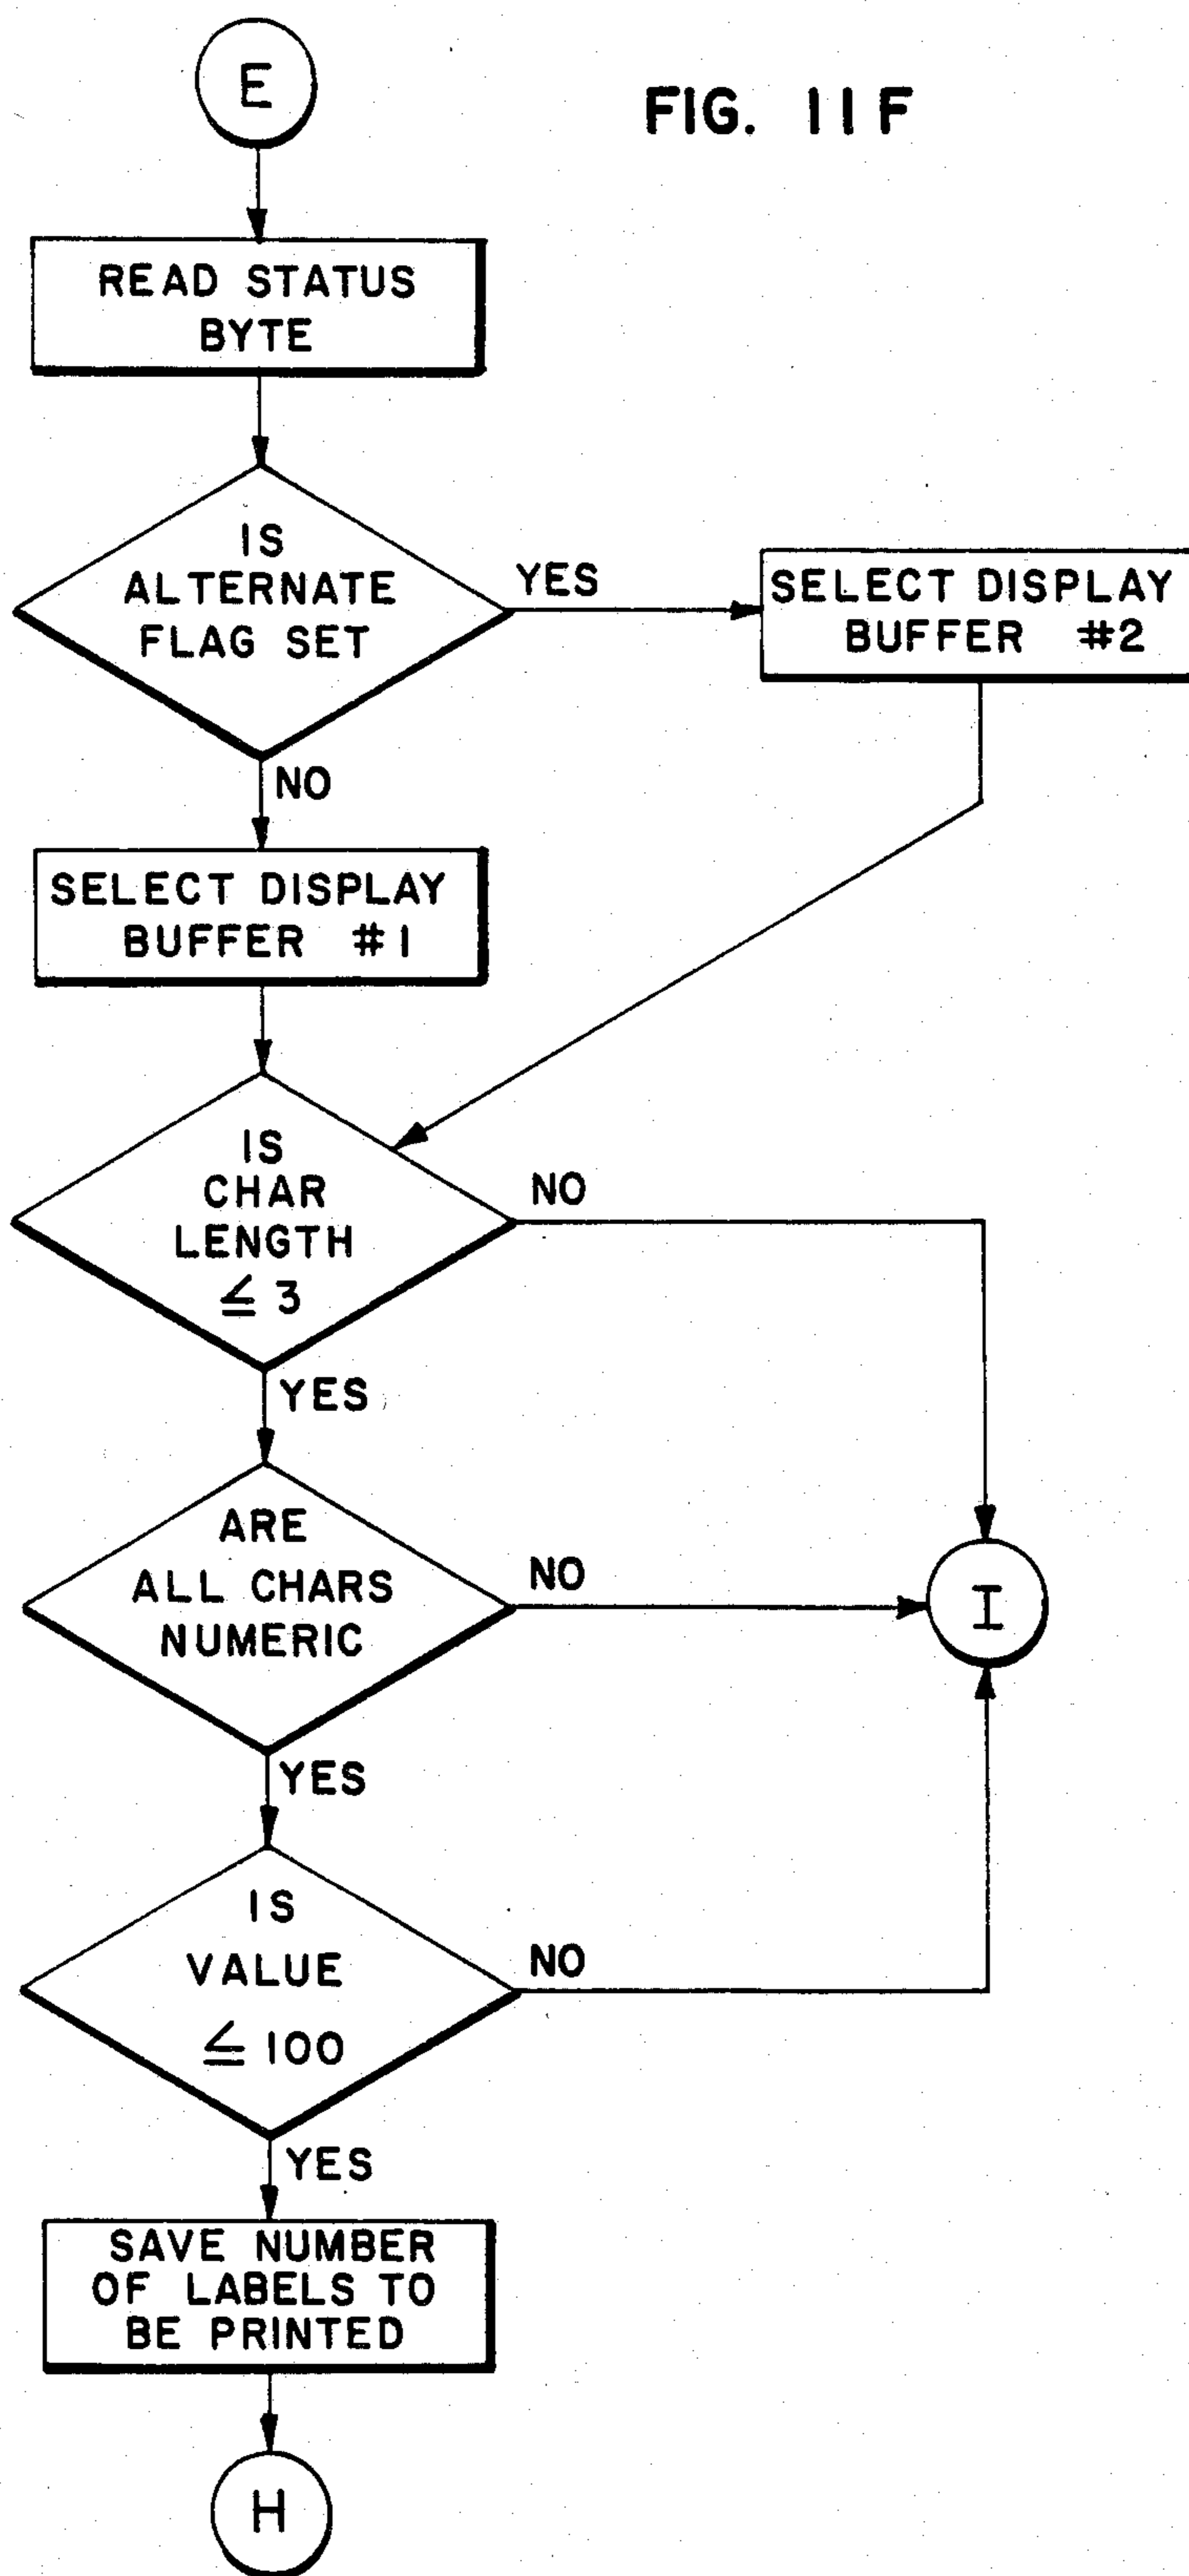 E
FIG. 11F
READ STATUS
BYTE
IS
ALTERNATE
FLAG SET
YES
SELECT DISPLAY
BUFFER #2
NO
SELECT DISPLAY
BUFFER #1
IS
CHAR
LENGTH
≦ 3
NO
YES
ARE
ALL CHARS
NUMERIC
NO
I
YES
IS
VALUE
≦ 100
NO
YES
SAVE NUMBER
OF LABELS TO
BE PRINTED
H